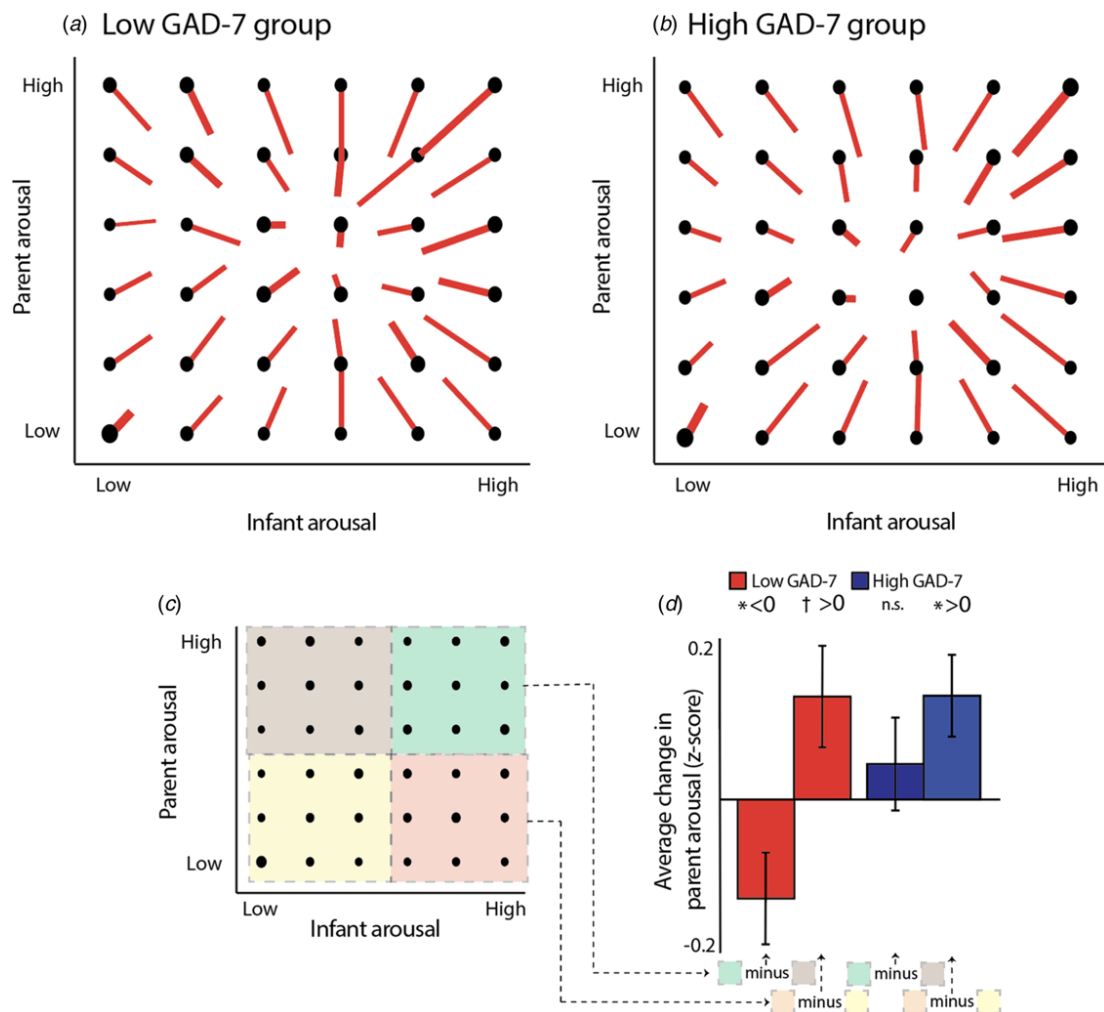 (a) Low GAD-7 group
(b) High GAD-7 group
High
Parent arousal
Low
Low
High
Infant arousal
High
Parent arousal
Low
Low
High
Infant arousal
(c)
High
Parent arousal
Low
Low
High
Infant arousal
(d)
Low GAD-7 High GAD-7
*<0 † >0 n.s. *>0
0.2
Average change in
parent arousal (z-score)
-0.2
minus minus
minus minus